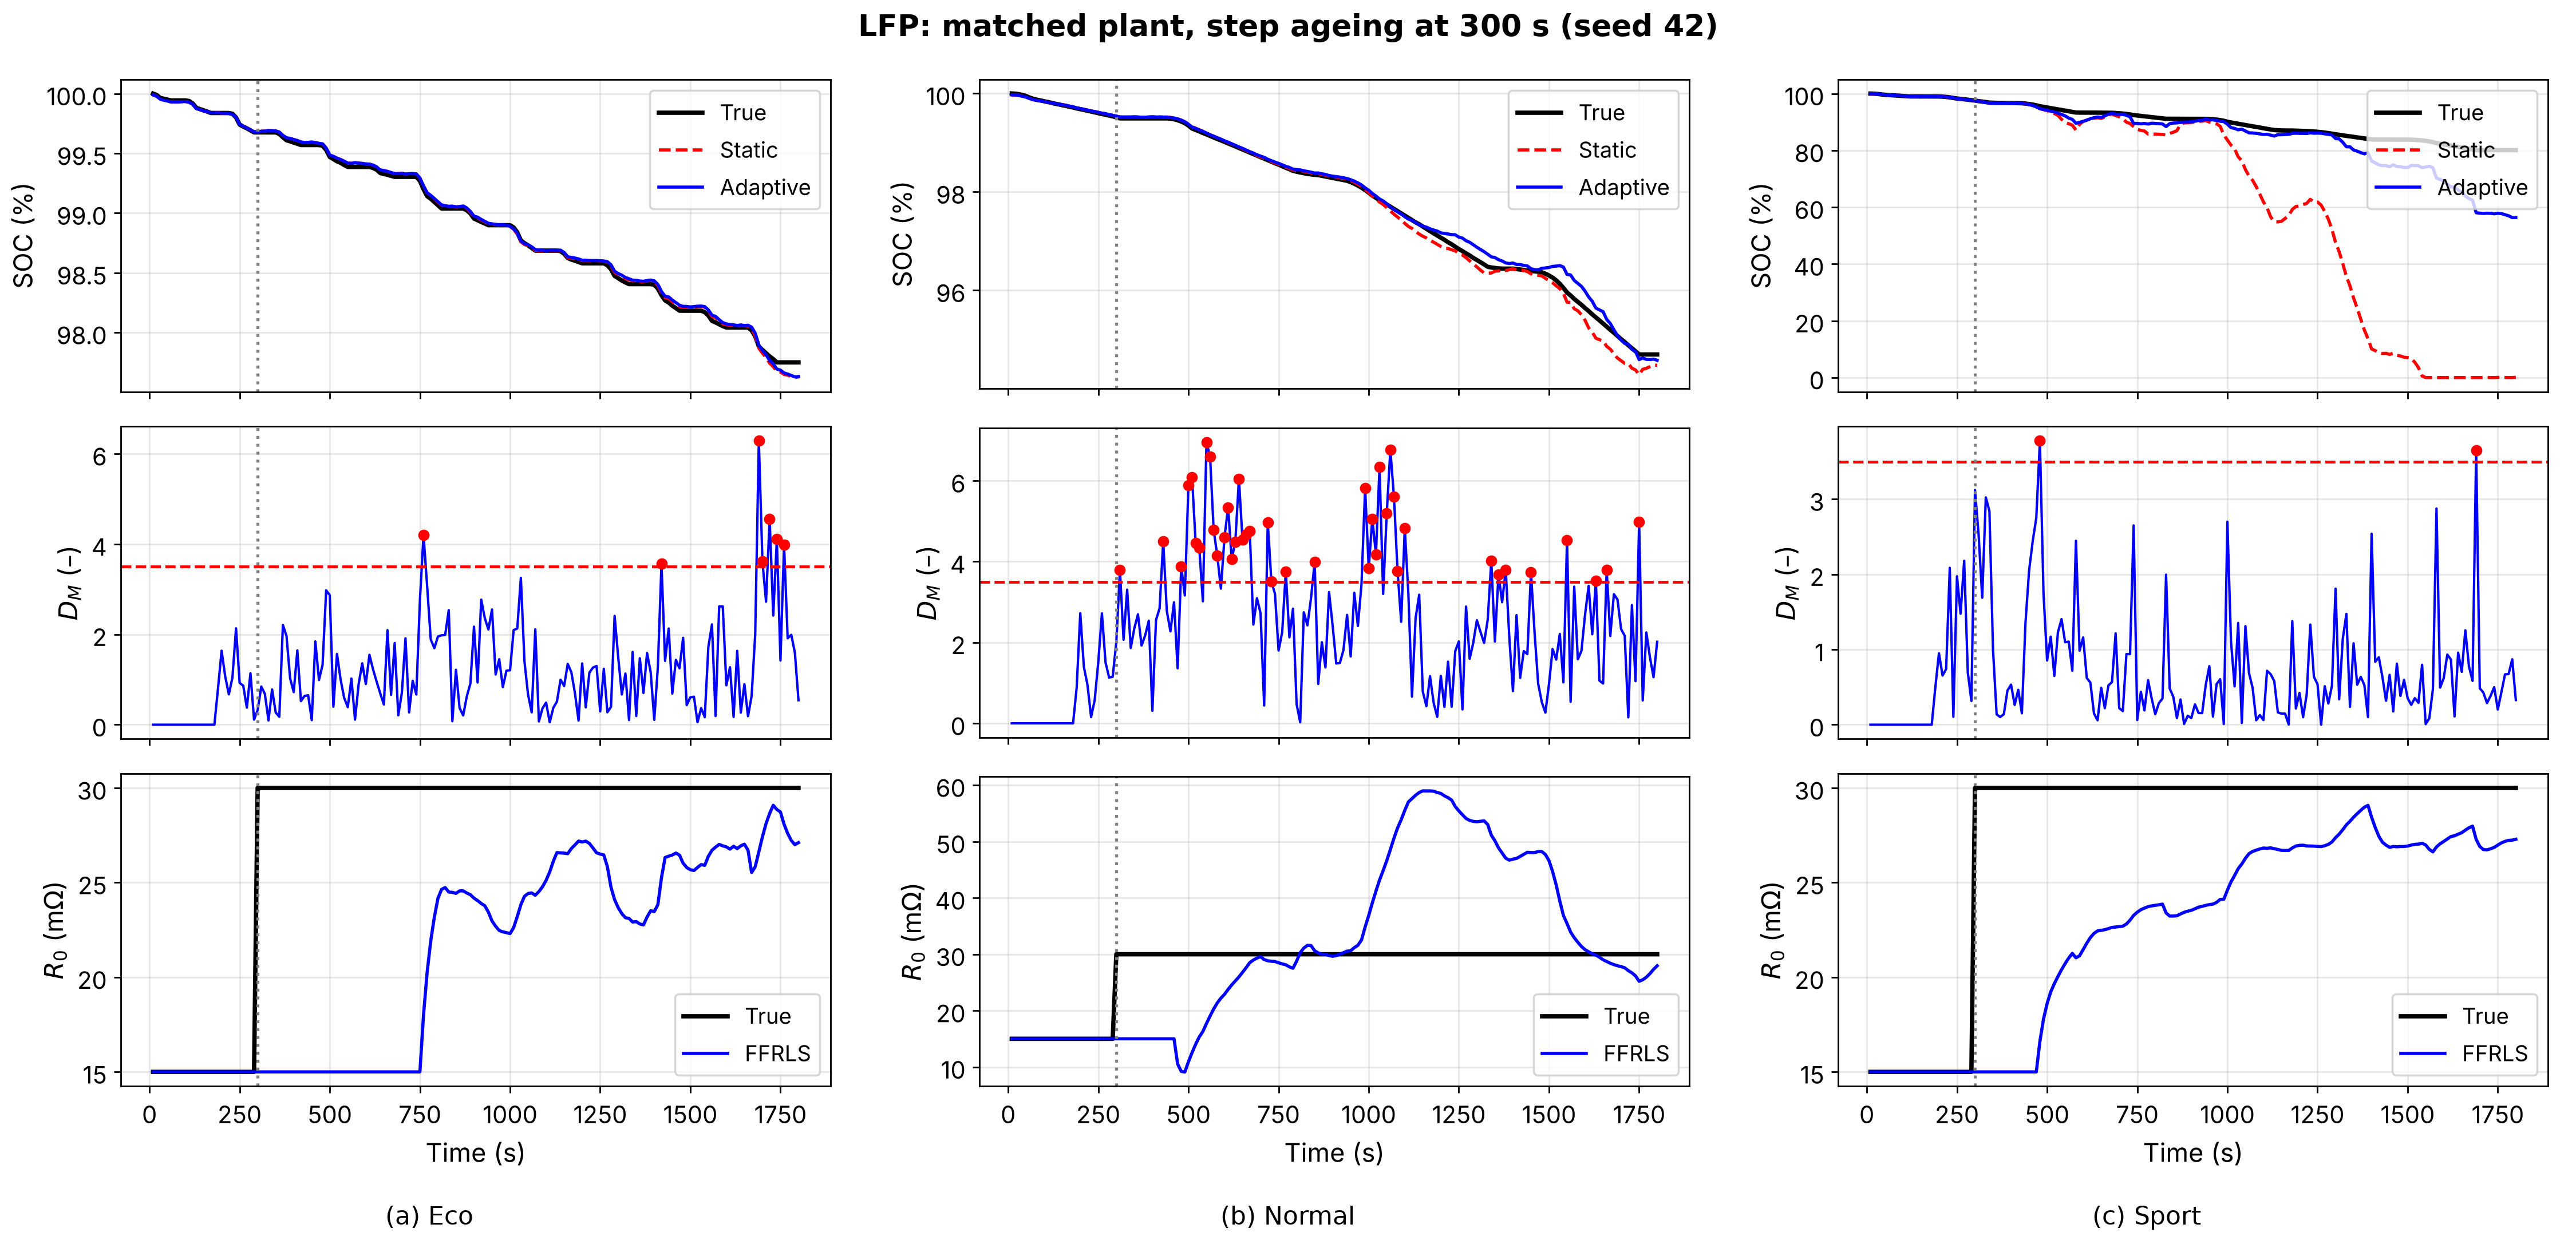 LFP: matched plant, step ageing at 300 s (seed 42)
SOC (%)
100.0
99.5
99.0
98.5
98.0
True
Static
Adaptive
SOC (%)
100
98
96
True
Static
Adaptive
SOC (%)
100
80
60
40
20
0
True
Static
Adaptive
D_M (–)
6
4
2
0
D_M (–)
6
4
2
0
D_M (–)
3
2
1
0
R_0 (mΩ)
30
25
20
15
True
FFRLS
0 250 500 750 1000 1250 1500 1750
Time (s)
R_0 (mΩ)
60
50
40
30
20
10
True
FFRLS
0 250 500 750 1000 1250 1500 1750
Time (s)
R_0 (mΩ)
30
25
20
15
True
FFRLS
0 250 500 750 1000 1250 1500 1750
Time (s)
(a) Eco
(b) Normal
(c) Sport